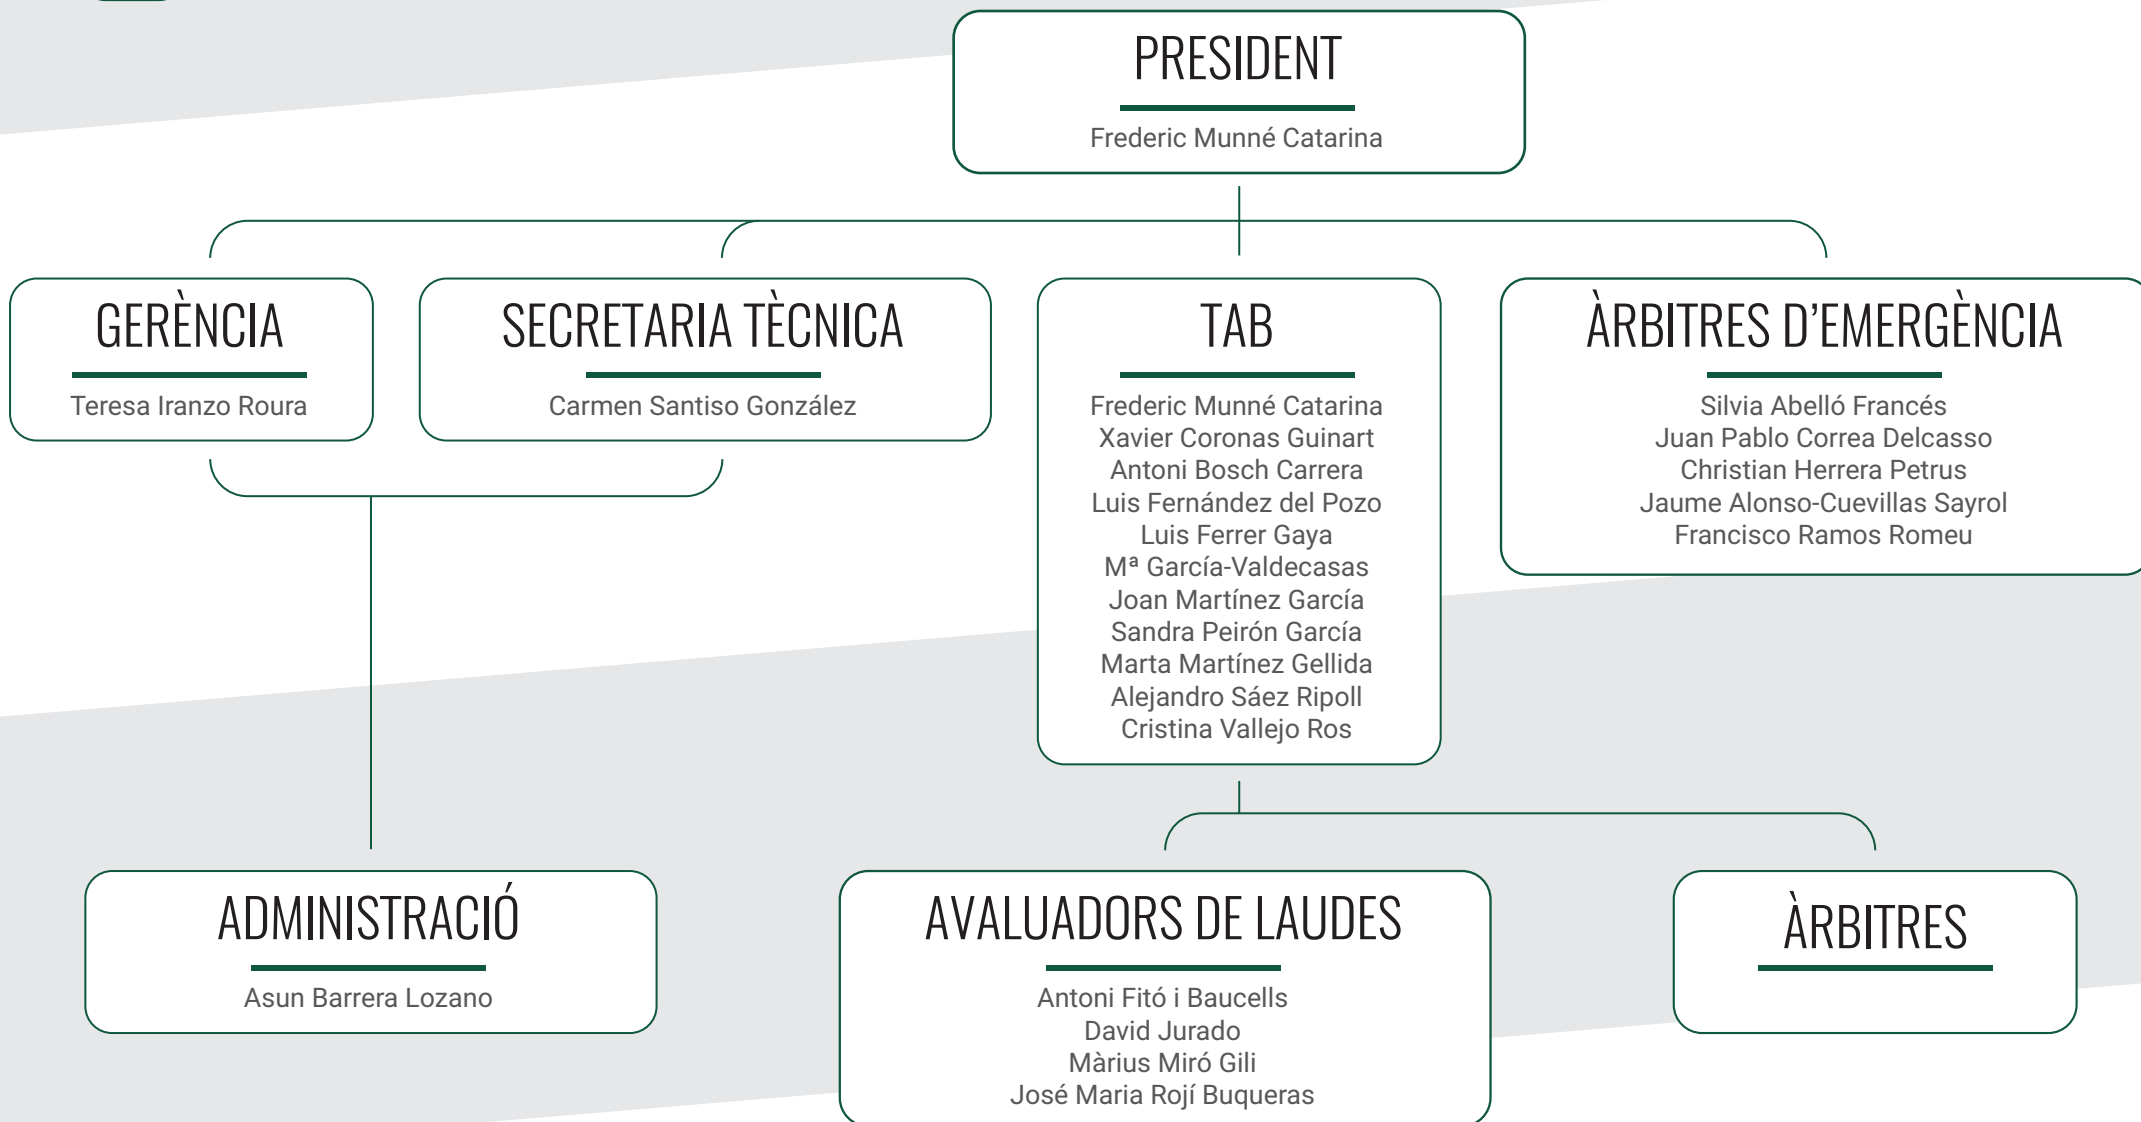 PRESIDENT
Frederic Munné Catarina
GERÈNCIA
Teresa Iranzo Roura
SECRETARIA TÈCNICA
Carmen Santiso González
TAB
Frederic Munné Catarina
Xavier Coronas Guinart
Antoni Bosch Carrera
Luis Fernández del Pozo
Luis Ferrer Gaya
Mª García-Valdecasas
Joan Martínez García
Sandra Peirón García
Marta Martínez Gellida
Alejandro Sáez Ripoll
Cristina Vallejo Ros
ÀRBITRES D’EMERGÈNCIA
Silvia Abelló Francés
Juan Pablo Correa Delcasso
Christian Herrera Petrus
Jaume Alonso-Cuevillas Sayrol
Francisco Ramos Romeu
ADMINISTRACIÓ
Asun Barrera Lozano
AVALUADORS DE LAUDES
Antoni Fitó i Baucells
David Jurado
Màrius Miró Gili
José Maria Rojí Buqueras
ÀRBITRES